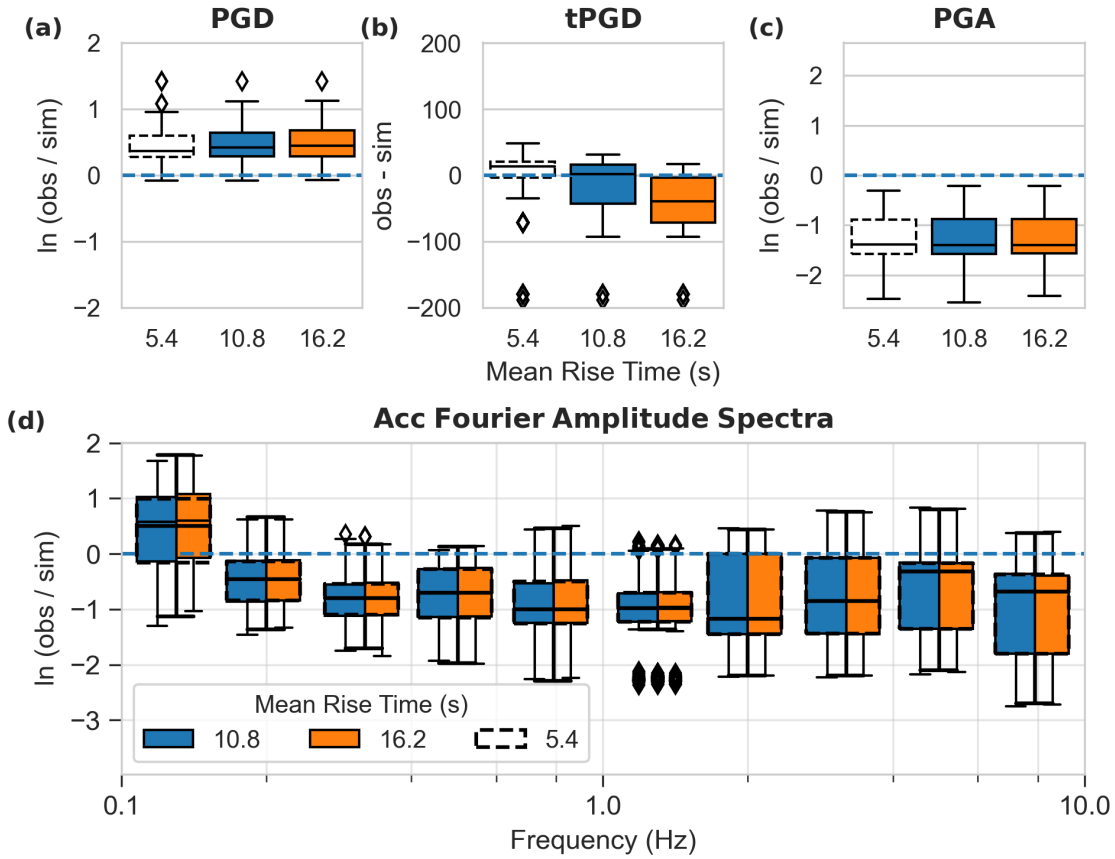 (a) PGD (b) tPGD (c) PGA
ln (obs / sim)
2
1
0
−1
−2
5.4 10.8 16.2
obs - sim
200
100
0
−100
−200
5.4 10.8 16.2
Mean Rise Time (s)
ln (obs / sim)
2
1
0
−1
−2
5.4 10.8 16.2
(d) Acc Fourier Amplitude Spectra
ln (obs / sim)
2
1
0
−1
−2
−3
Mean Rise Time (s)
10.8 16.2 5.4
0.1 1.0 10.0
Frequency (Hz)